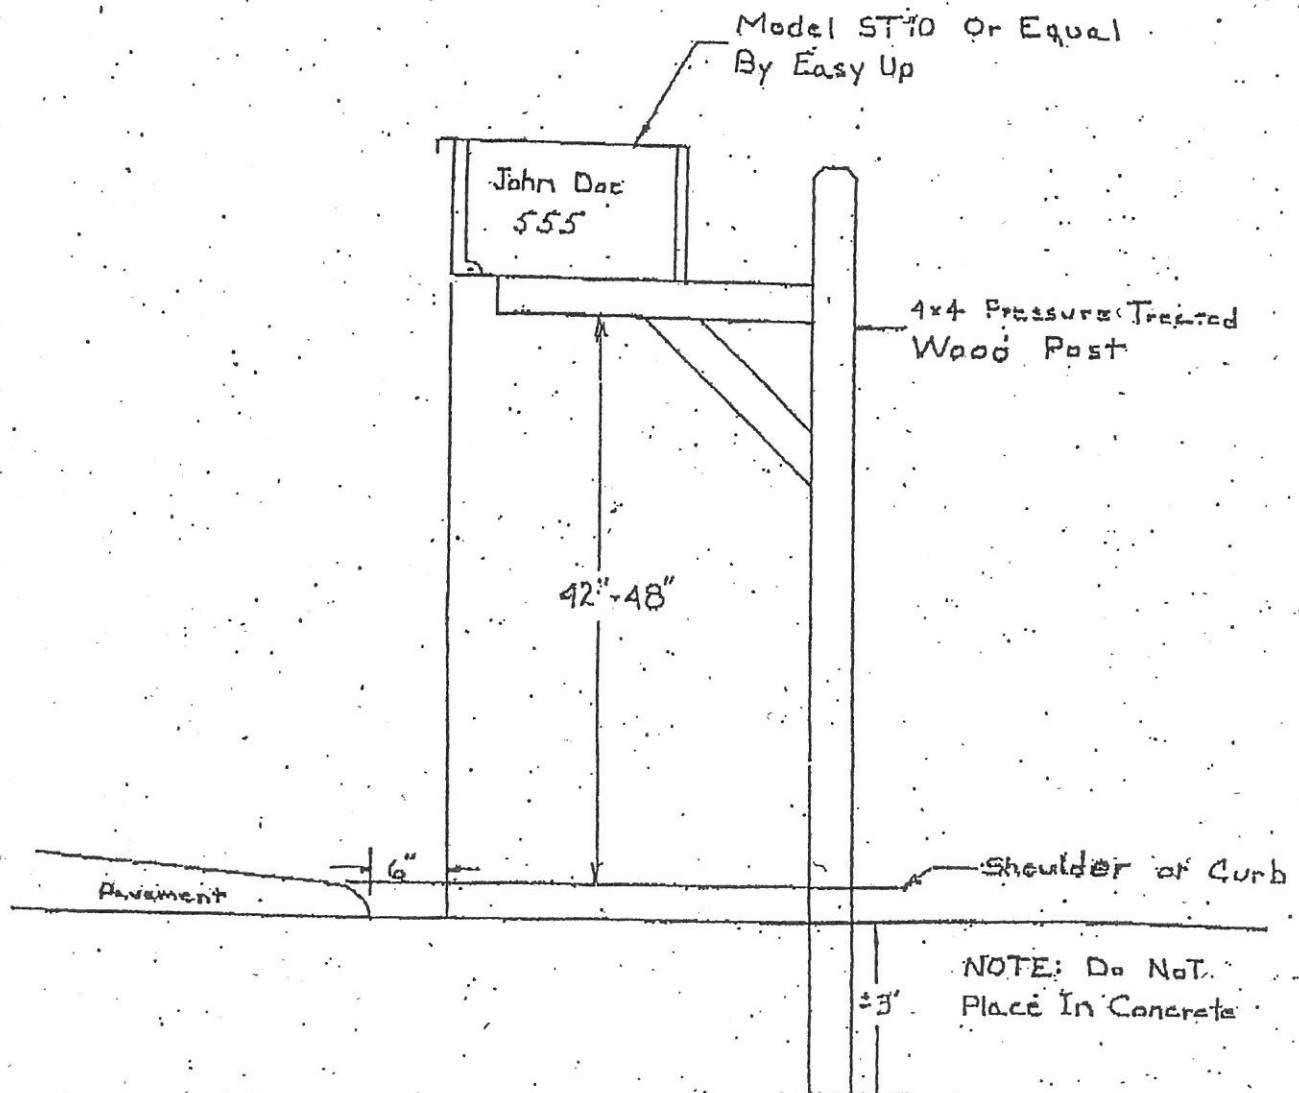 Model ST10 Or Equal
By Easy Up
John Doe
555
4x4 Pressure Treated
Wood Post
42"-48"
6"
Pavement
Shoulder or Curb
±3'
NOTE: Do Not
Place In Concrete